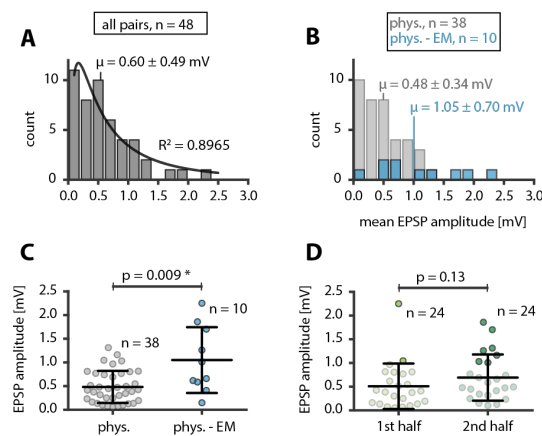 A
all pairs, n = 48
count
10
5
0
μ = 0.60 ± 0.49 mV
R² = 0.8965
0.0 0.5 1.0 1.5 2.0 2.5 3.0
B
phys., n = 38
phys. - EM, n = 10
count
10
5
0
μ = 0.48 ± 0.34 mV
μ = 1.05 ± 0.70 mV
0.0 0.5 1.0 1.5 2.0 2.5 3.0
mean EPSP amplitude [mV]
C
p = 0.009 *
EPSP amplitude [mV]
2.5
2.0
1.5
1.0
0.5
0.0
n = 10
n = 38
phys. phys. - EM
D
p = 0.13
EPSP amplitude [mV]
2.5
2.0
1.5
1.0
0.5
0.0
n = 24
n = 24
1st half 2nd half